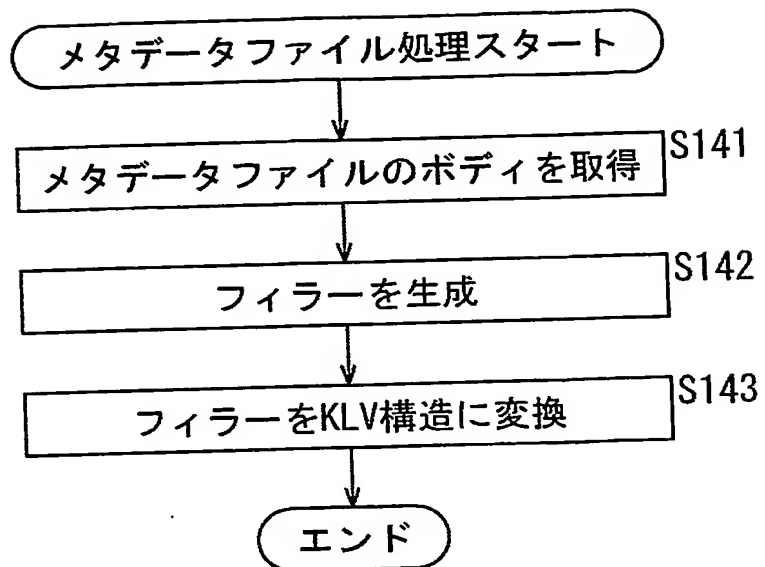 メタデータファイル処理スタート
メタデータファイルのボディを取得
S141
フィラーを生成
S142
フィラーをKLV構造に変換
S143
エンド